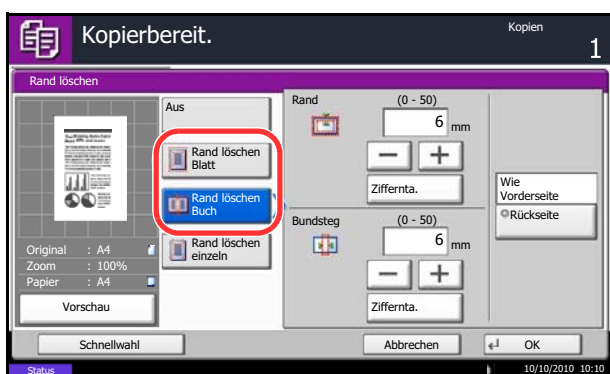 Kopierbereit.
Kopien
1
Rand löschen
Aus
Rand löschen
Blatt
Rand löschen
Buch
Rand löschen
einzeln
Original : A4
Zoom : 100%
Papier : A4
Vorschau
Rand
(0 - 50)
6 mm
Ziffernta.
Bundsteg
(0 - 50)
6 mm
Ziffernta.
Wie
Vorderseite
Rückseite
Schnellwahl
Abbrechen
OK
Status
10/10/2010 10:10